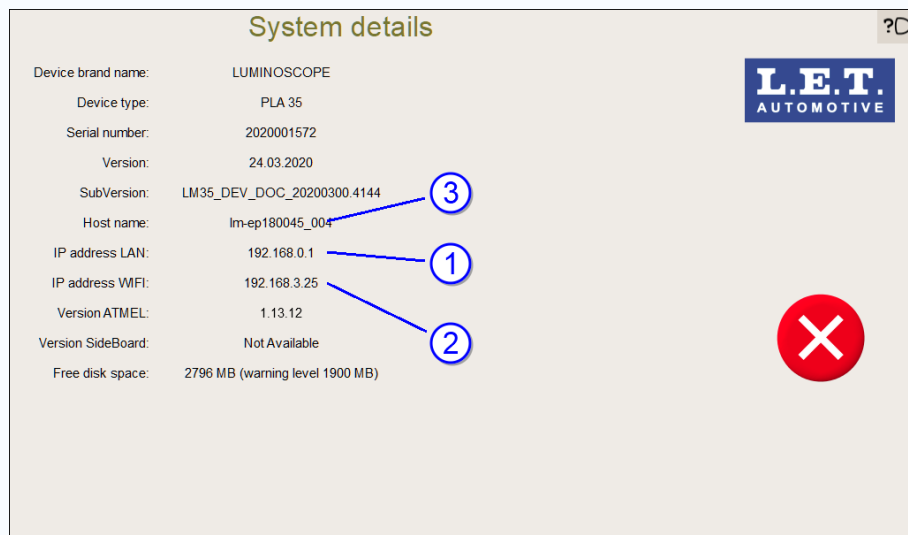 System details
?
Device brand name: LUMINOSCOPE
L.E.T.
AUTOMOTIVE
Device type: PLA 35
Serial number: 2020001572
Version: 24.03.2020
SubVersion: LM35_DEV_DOC_20200300.4144
3
Host name: lm-ep180045_004
IP address LAN: 192.168.0.1
1
IP address WIFI: 192.168.3.25
Version ATMEL: 1.13.12
Version SideBoard: Not Available
2
Free disk space: 2796 MB (warning level 1900 MB)